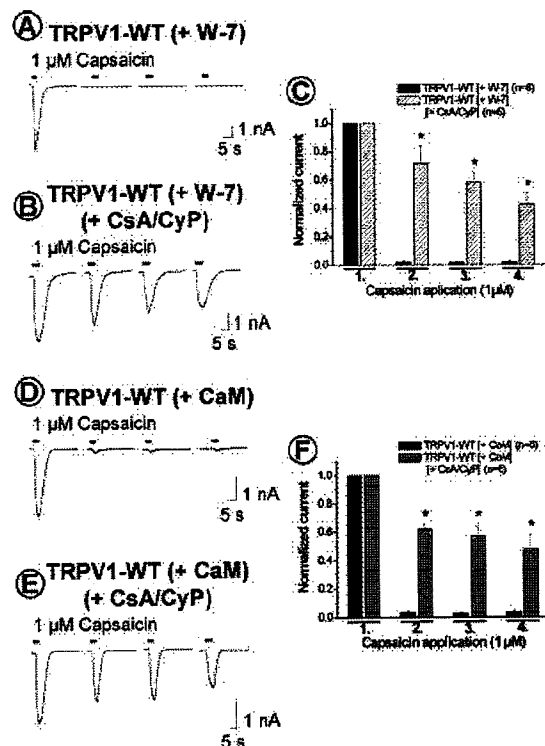 A TRPV1-WT (+ W-7)
1 µM Capsaicin
1 nA
5 s
B TRPV1-WT (+ W-7)
(+ CsA/CyP)
1 µM Capsaicin
1 nA
5 s
C
TRPV1-WT [+ W-7] (n=6)
TRPV1-WT [+ W-7]
[+ CsA/CyP] (n=6)
Normalized current
1.0
0.8
0.6
0.4
0.2
0.0
* * *
1. 2. 3. 4.
Capsaicin aplication (1µM)
D TRPV1-WT (+ CaM)
1 µM Capsaicin
1 nA
5 s
E TRPV1-WT (+ CaM)
(+ CsA/CyP)
1 µM Capsaicin
1 nA
5 s
F
TRPV1-WT [+ CaM]
TRPV1-WT [+ CaM]
[+ CsA/CyP]
Normalized current
1.0
0.8
0.6
0.4
0.2
0.0
* * *
1. 2. 3. 4.
Capsaicin application (1µM)